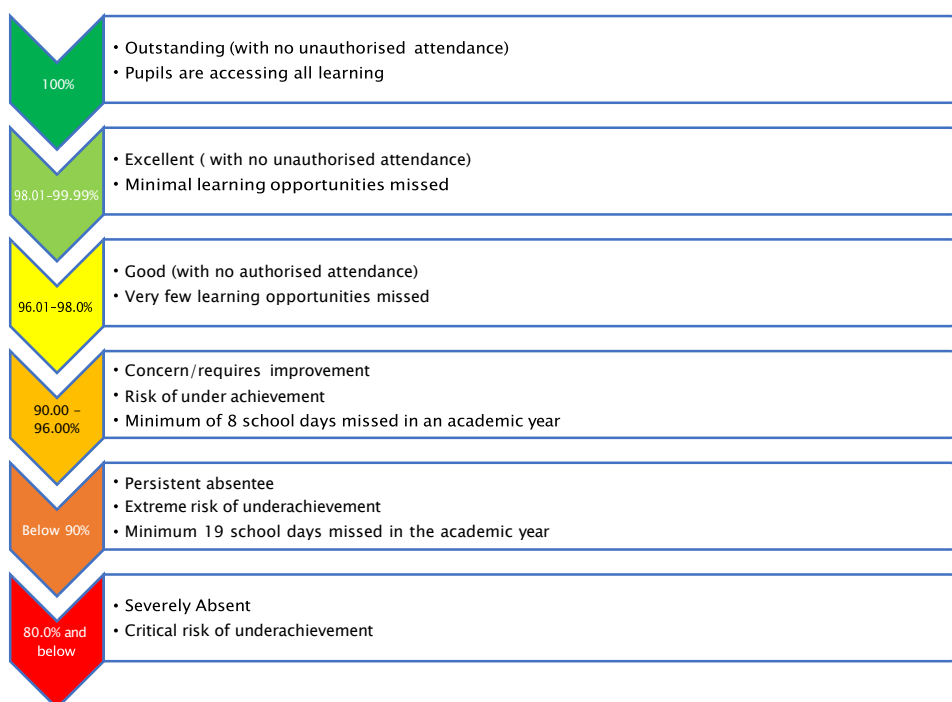 100%
• Outstanding (with no unauthorised attendance)
• Pupils are accessing all learning
98.01-99.99%
• Excellent ( with no unauthorised attendance)
• Minimal learning opportunities missed
96.01-98.0%
• Good (with no authorised attendance)
• Very few learning opportunities missed
90.00 –
96.00%
• Concern/requires improvement
• Risk of under achievement
• Minimum of 8 school days missed in an academic year
Below 90%
• Persistent absentee
• Extreme risk of underachievement
• Minimum 19 school days missed in the academic year
80.0% and
below
• Severely Absent
• Critical risk of underachievement